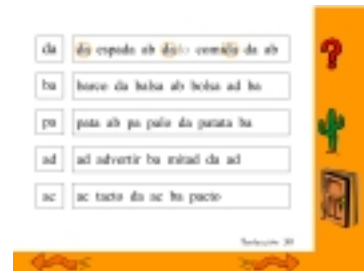 da da espada ab dado comida da ab
ba barco da balsa ab bolsa ad ba
pa pata ab pa palo da patata ba
ad ad advertir ba mitad da ad
ac ac tacto da ac ba pacto